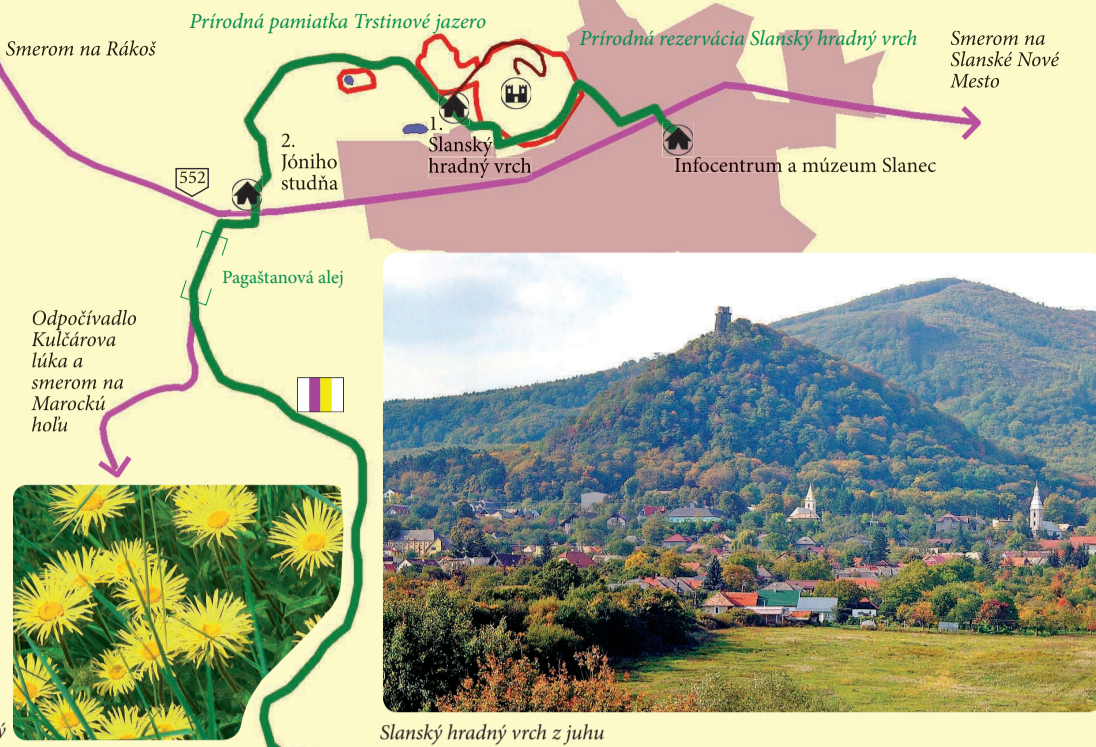 Prírodná pamiatka Trstinové jazero
Smerom na Rákoš
Prírodná rezervácia Slanský hradný vrch
Smerom na
Slanské Nové
Mesto
1.
Slanský
hradný vrch
2.
Jóniho
studňa
Infocentrum a múzeum Slanec
552
Pagaštanová alej
Odpočívadlo
Kulčárova
lúka a
smerom na
Marockú
hoľu
ý
Slanský hradný vrch z juhu